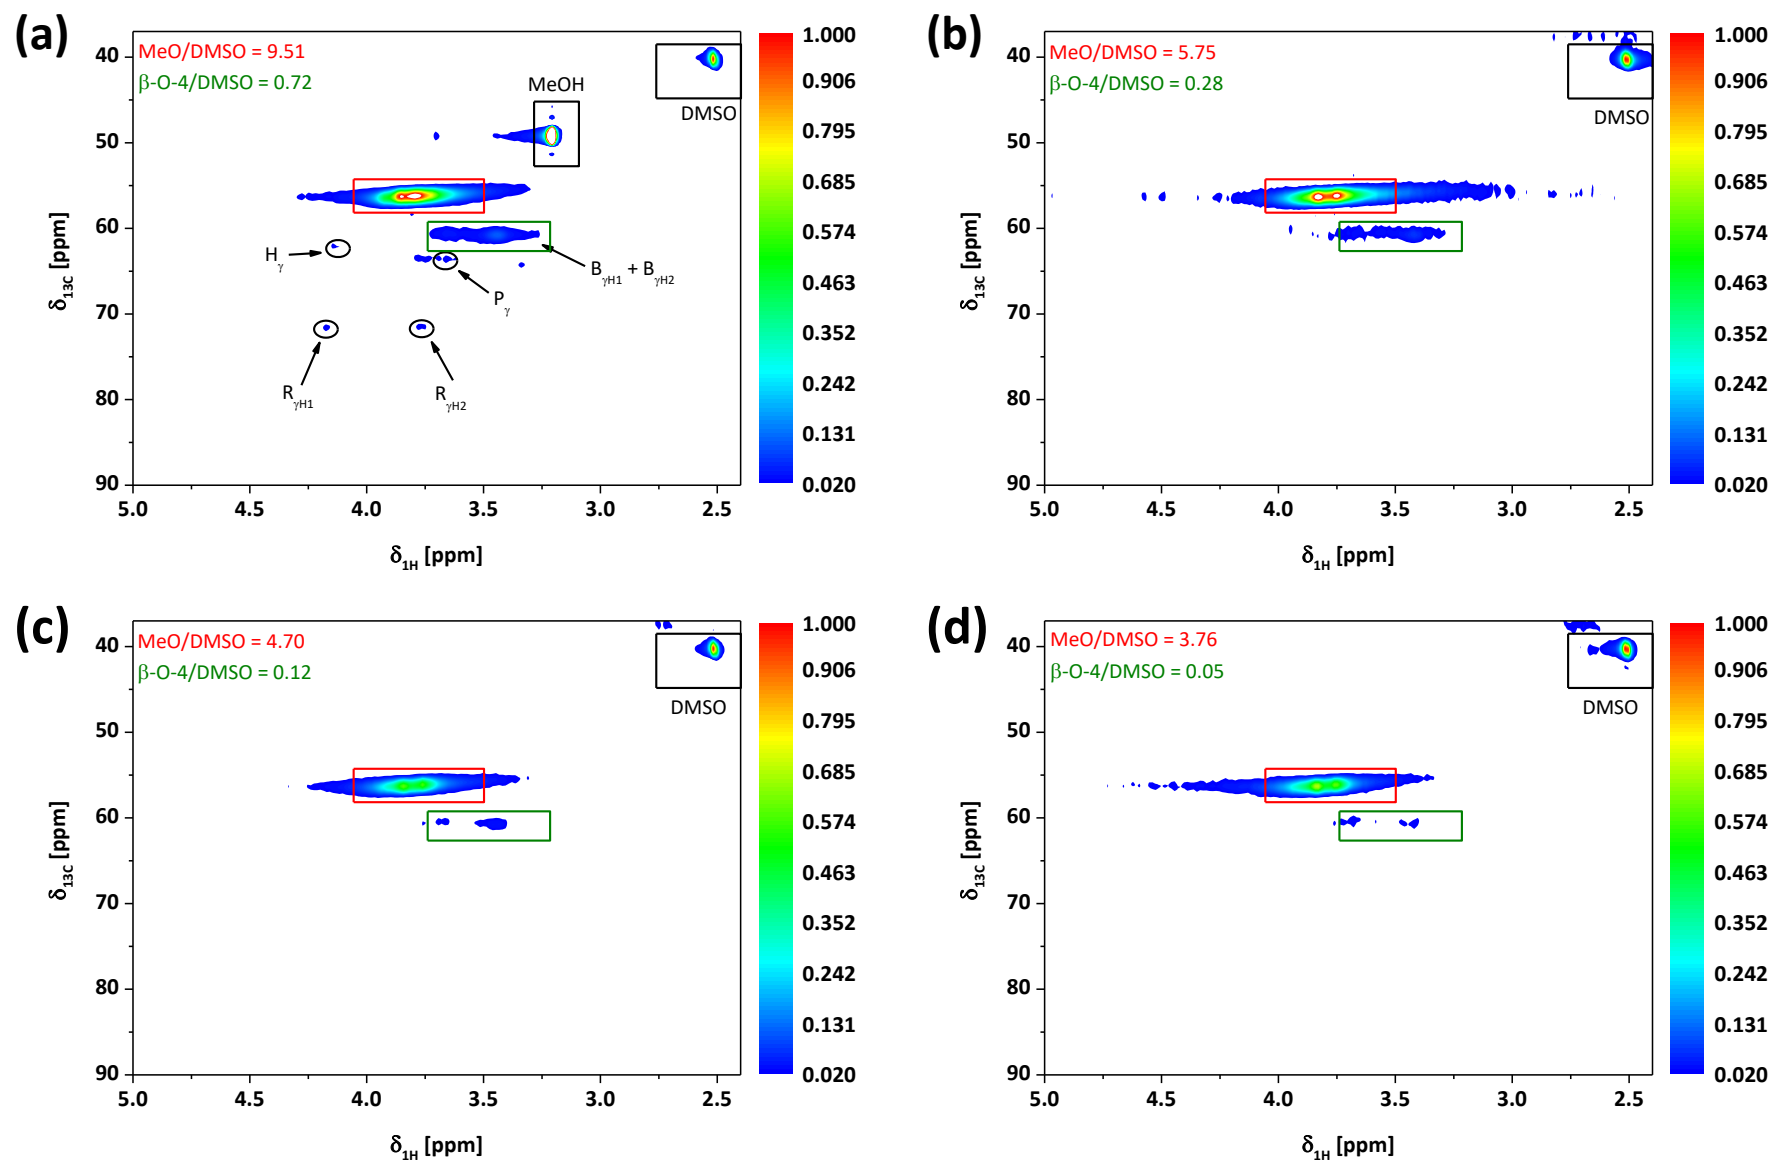 (a)
MeO/DMSO = 9.51
β-O-4/DMSO = 0.72
MeOH
DMSO
Hγ
Pγ
BγH1 + BγH2
RγH1
RγH2
40
50
60
70
80
90
5.0 4.5 4.0 3.5 3.0 2.5
δ13C [ppm]
δ1H [ppm]
1.000
0.906
0.795
0.685
0.574
0.463
0.352
0.242
0.131
0.020
(b)
MeO/DMSO = 5.75
β-O-4/DMSO = 0.28
DMSO
40
50
60
70
80
90
5.0 4.5 4.0 3.5 3.0 2.5
δ13C [ppm]
δ1H [ppm]
1.000
0.906
0.795
0.685
0.574
0.463
0.352
0.242
0.131
0.020
(c)
MeO/DMSO = 4.70
β-O-4/DMSO = 0.12
DMSO
40
50
60
70
80
90
5.0 4.5 4.0 3.5 3.0 2.5
δ13C [ppm]
δ1H [ppm]
1.000
0.906
0.795
0.685
0.574
0.463
0.352
0.242
0.131
0.020
(d)
MeO/DMSO = 3.76
β-O-4/DMSO = 0.05
DMSO
40
50
60
70
80
90
5.0 4.5 4.0 3.5 3.0 2.5
δ13C [ppm]
δ1H [ppm]
1.000
0.906
0.795
0.685
0.574
0.463
0.352
0.242
0.131
0.020